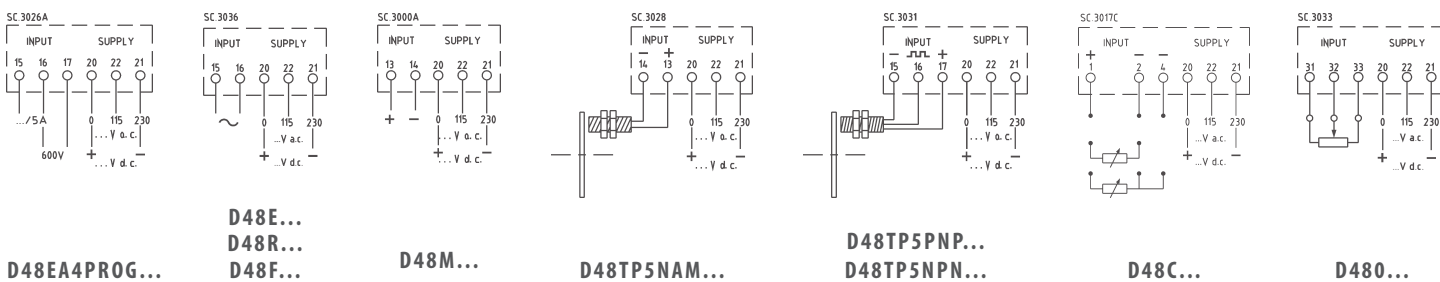 SC.3026A
INPUT SUPPLY
15 16 17 20 22 21
.../5A
600V
0 115 230
...V a.c.
+ ...V d.c. −
D48EA4PROG...
SC.3036
INPUT SUPPLY
15 16 20 22 21
∼ 0 115 230
...V a.c.
+ ...V d.c. −
D48E...
D48R...
D48F...
SC.3000A
INPUT SUPPLY
13 14 20 22 21
+ − 0 115 230
...V a.c.
+ ...V d.c. −
D48M...
SC.3028
INPUT SUPPLY
− +
14 13 20 22 21
0 115 230
...V a.c.
+ ...V d.c. −
D48TP5NAM...
SC.3031
INPUT SUPPLY
− +
15 16 17 20 22 21
0 115 230
...V a.c.
+ ...V d.c. −
D48TP5PNP...
D48TP5NPN...
SC.3017C
INPUT SUPPLY
+ − −
1 2 4 20 22 21
0 115 230
...V a.c.
+ ...V d.c. −
D48C...
SC.3033
INPUT SUPPLY
31 32 33 20 22 21
0 115 230
...V a.c.
+ ...V d.c. −
D480...